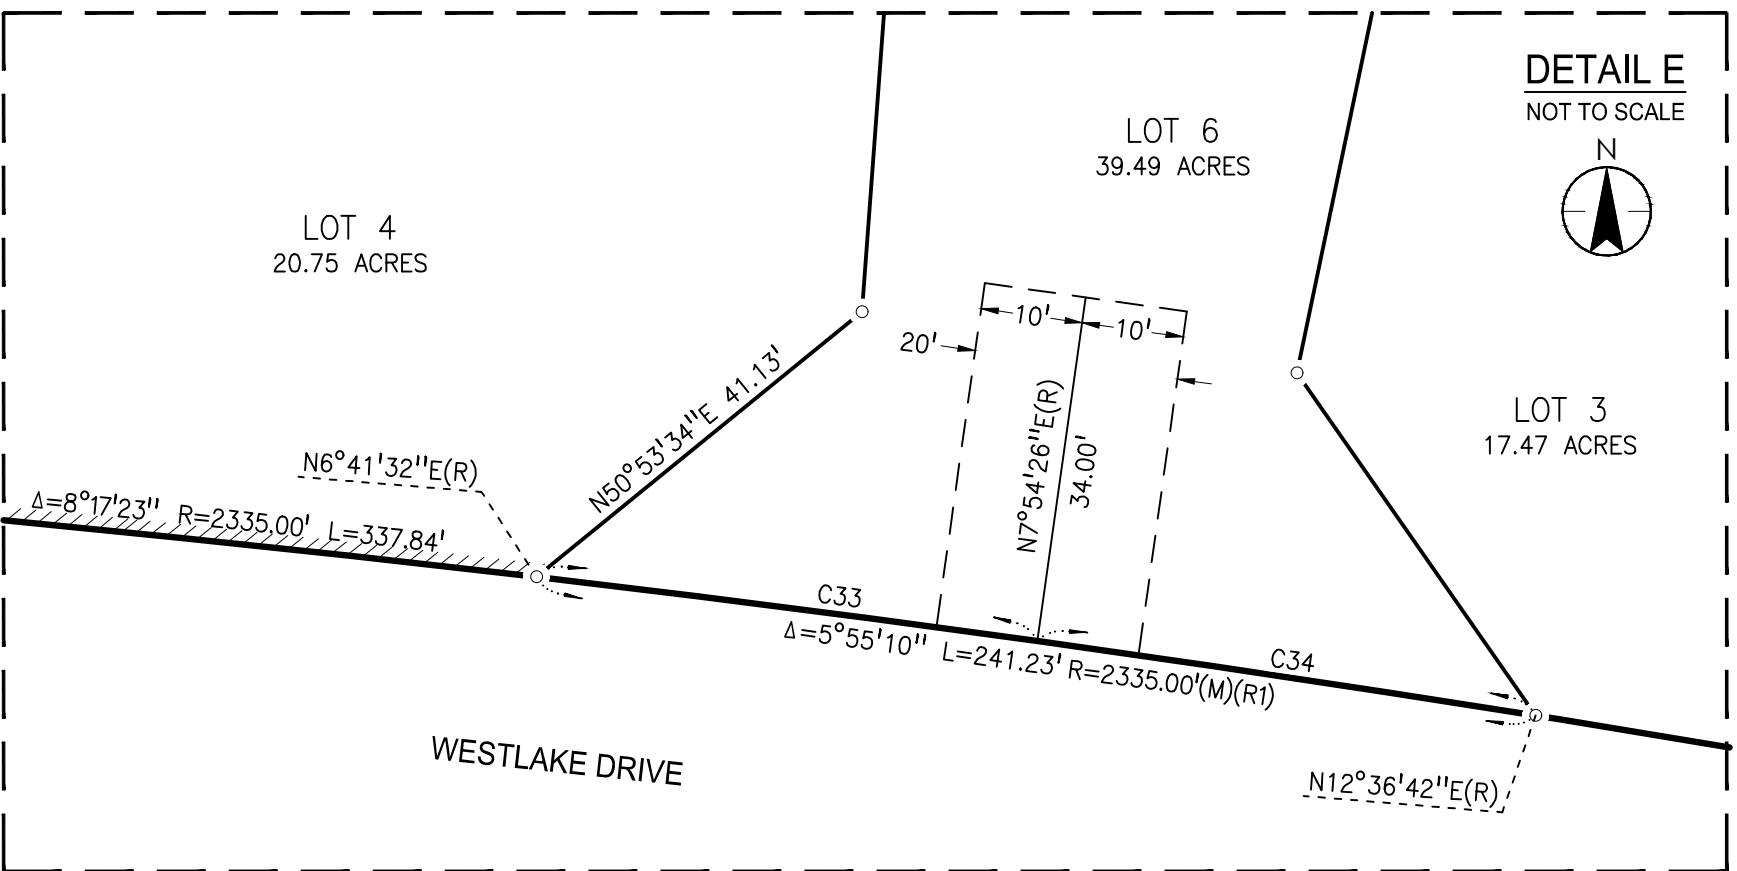 DETAIL E
NOT TO SCALE
N
LOT 6
39.49 ACRES
LOT 4
20.75 ACRES
10'
10'
20'
N50°53'34"E 41.13'
N7°54'26"E(R)
34.00'
LOT 3
17.47 ACRES
N6°41'32"E(R)
Δ=8°17'23" R=2335.00' L=337.84'
C33
Δ=5°55'10" L=241.23' R=2335.00'(M)(R1)
C34
WESTLAKE DRIVE
N12°36'42"E(R)